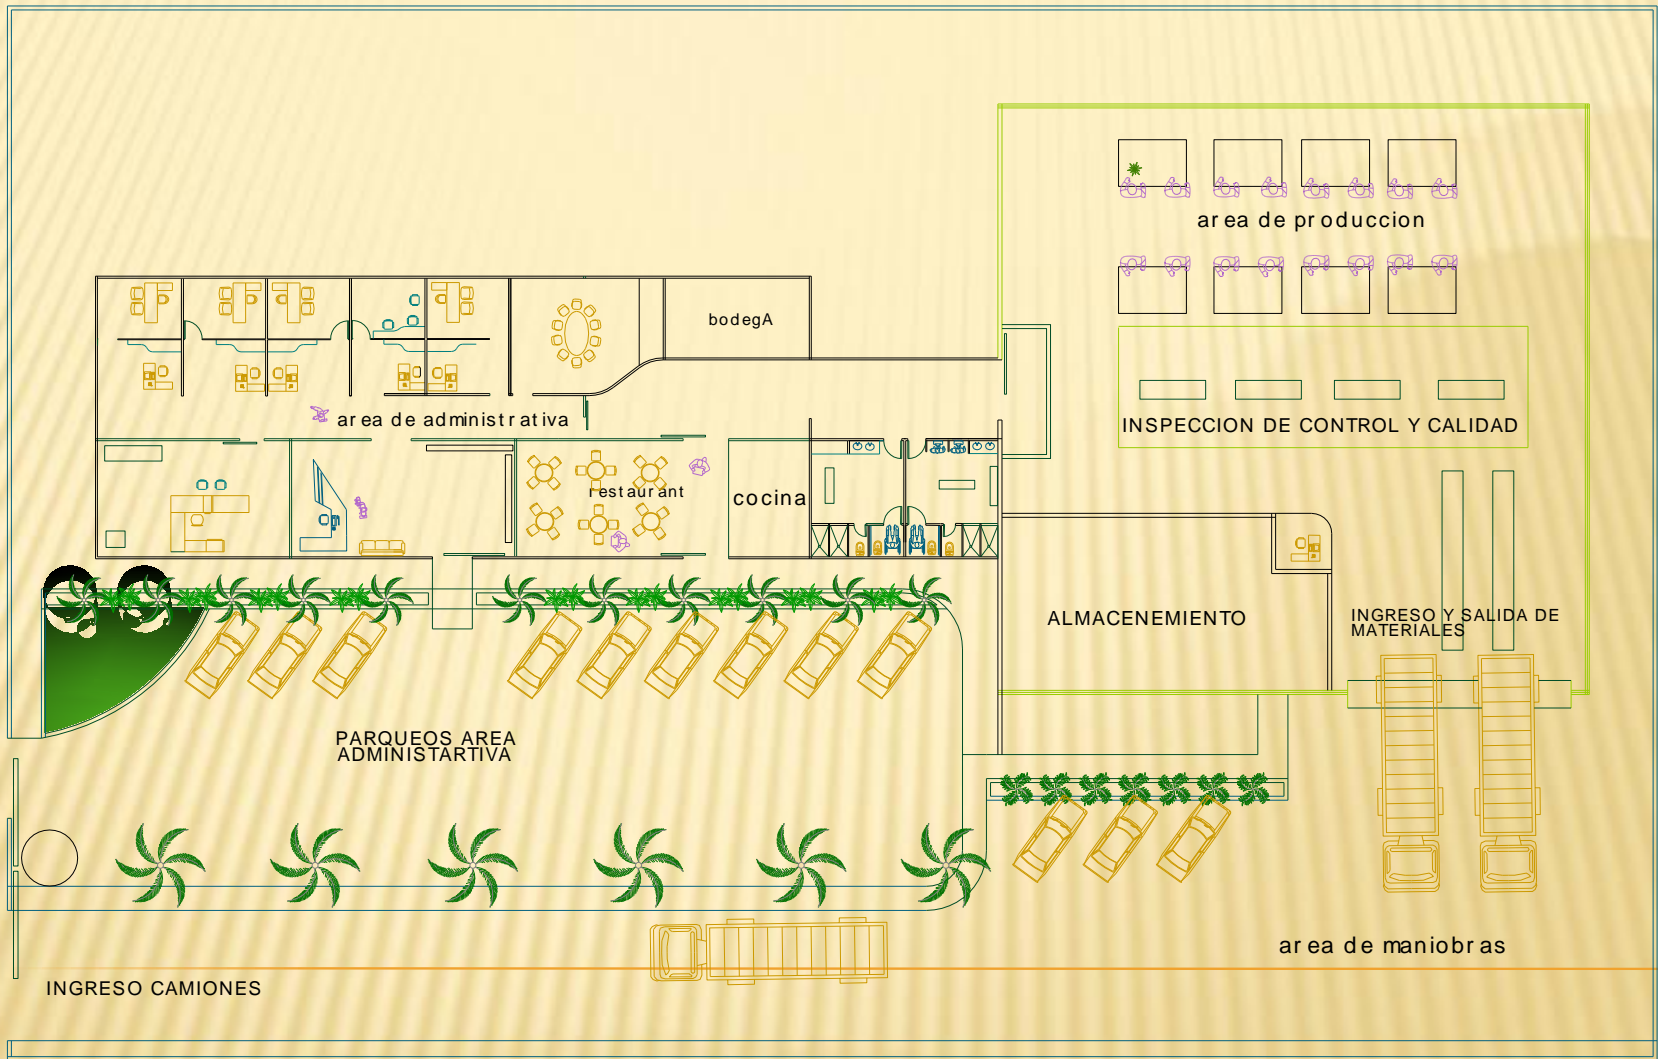 area de produccion
bodegA
area de administrativa
INSPECCION DE CONTROL Y CALIDAD
restaurant
cocina
ALMACENEMIENTO
INGRESO Y SALIDA DE
MATERIALES
PARQUEOS AREA
ADMINISTARTIVA
area de maniobras
INGRESO CAMIONES